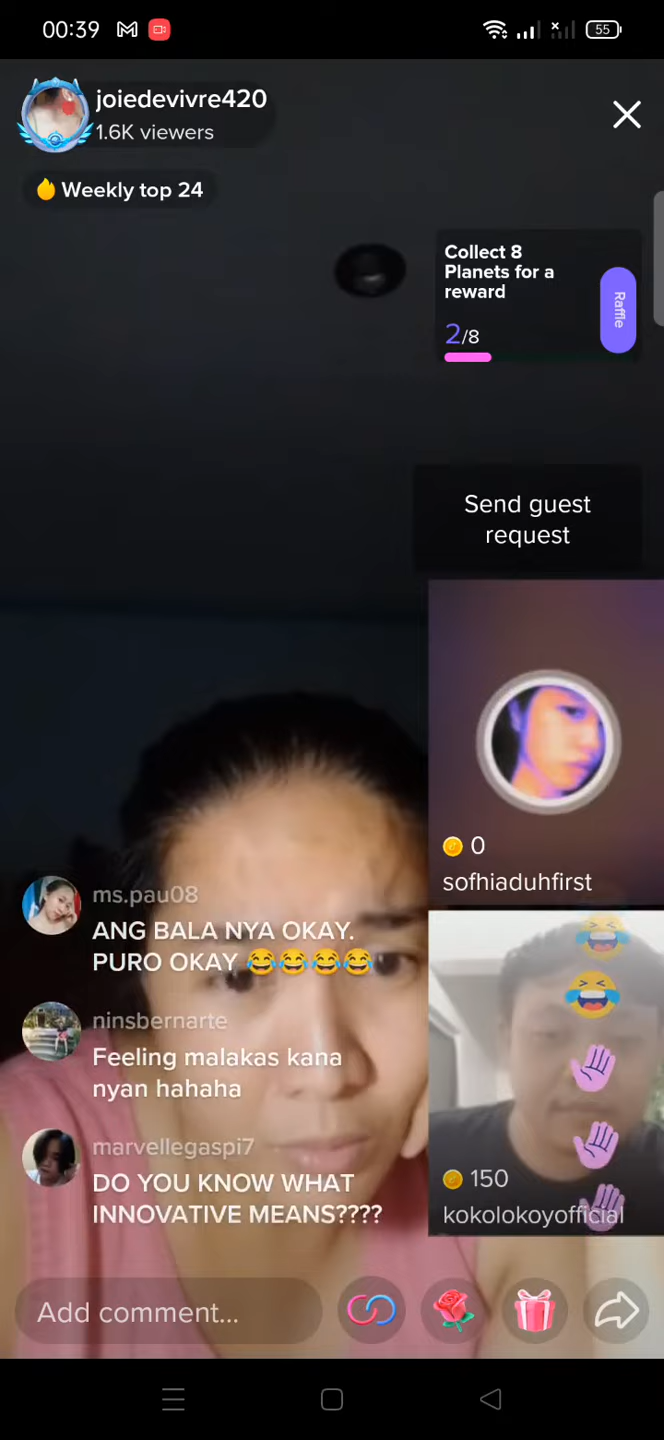 00:39
55
joiedevivre420
1.6K viewers
Weekly top 24
Collect 8
Planets for a
reward
2/8
Raffle
Send guest
request
0
sofhiaduhfirst
ms.pau08
ANG BALA NYA OKAY.
PURO OKAY 😂😂😂😂
ninsbernarte
Feeling malakas kana
nyan hahaha
marvellegaspi7
DO YOU KNOW WHAT
INNOVATIVE MEANS????
150
kokolokoyofficial
Add comment...